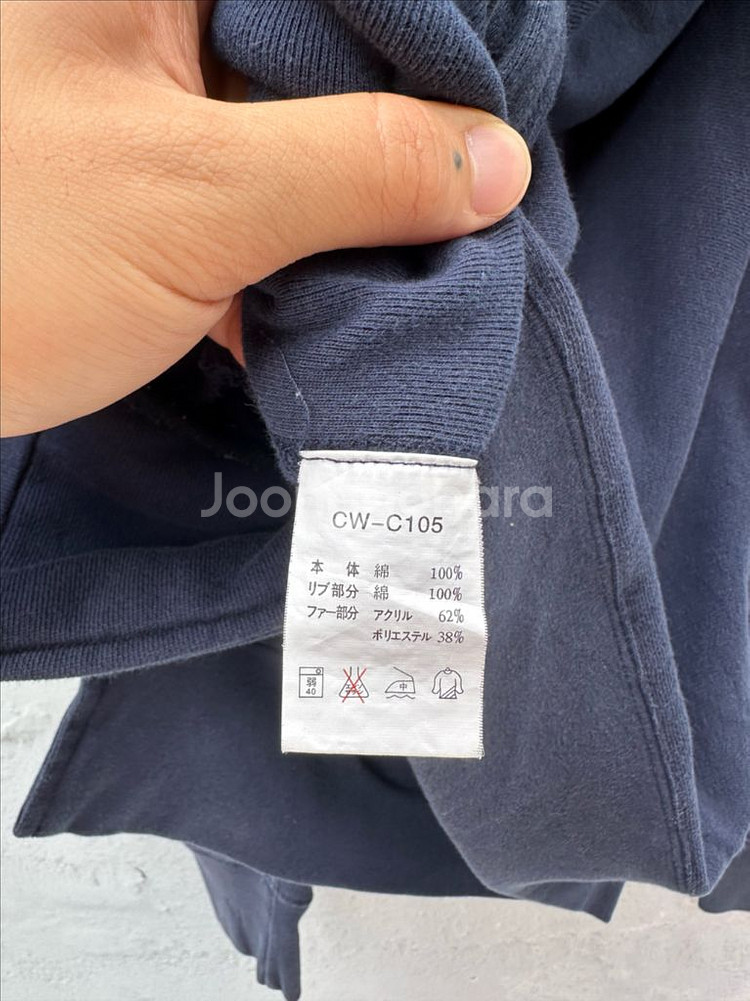 CW-C105
本 体 綿 100%
リブ部分 綿 100%
ファー部分 アクリル 62%
ポリエステル 38%
弱
40
中